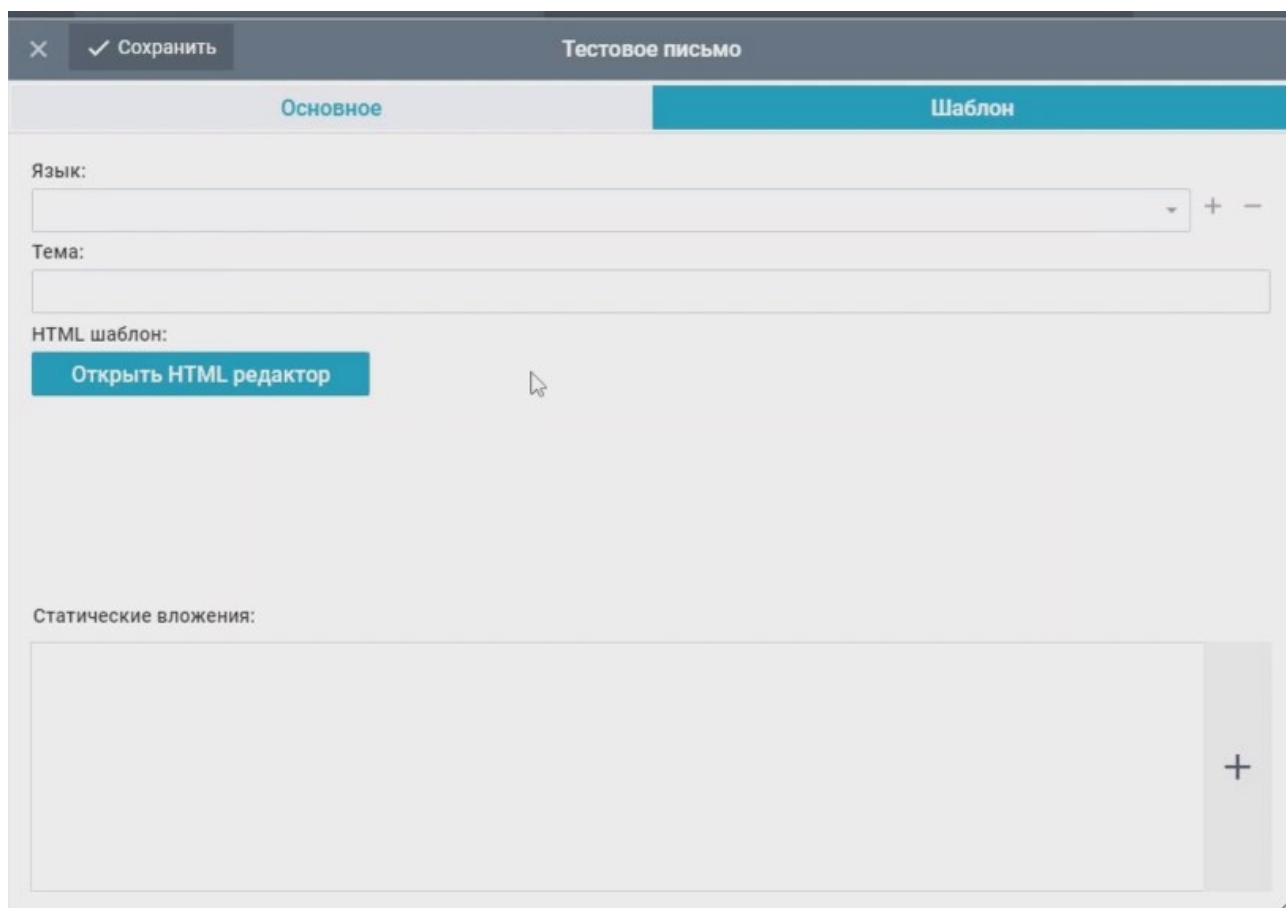 Сохранить
Тестовое письмо
Основное
Шаблон
Язык:
Тема:
HTML шаблон:
Открыть HTML редактор
Статические вложения: